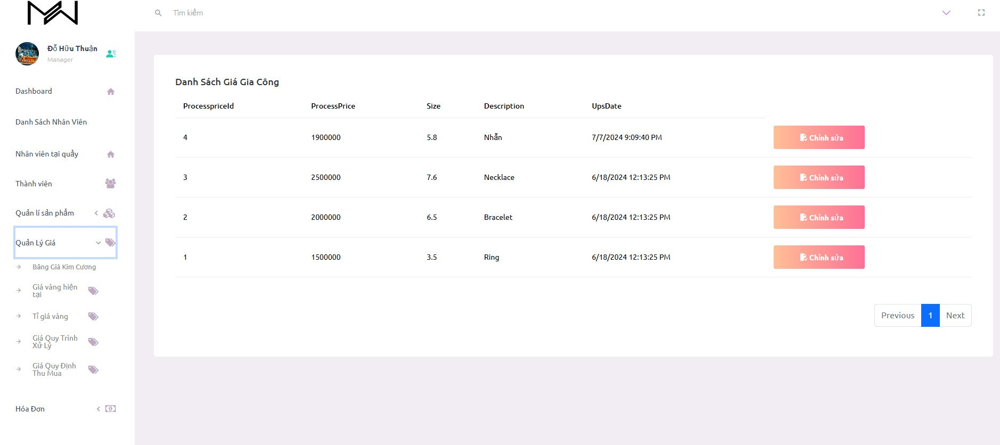 Tìm kiếm
Đỗ Hữu Thuận
Manager
Dashboard
Danh Sách Nhân Viên
Nhân viên tại quầy
Thành viên
Quản lí sản phẩm
Quản Lý Giá
Bảng Giá Kim Cương
Giá vàng hiện
tại
Tỉ giá vàng
Giá Quy Trình
Xử Lý
Giá Quy Định
Thu Mua
Hóa Đơn
Danh Sách Giá Gia Công
ProcesspriceId ProcessPrice Size Description UpsDate
4 1900000 5.8 Nhẫn 7/7/2024 9:09:40 PM Chỉnh sửa
3 2500000 7.6 Necklace 6/18/2024 12:13:25 PM Chỉnh sửa
2 2000000 6.5 Bracelet 6/18/2024 12:13:25 PM Chỉnh sửa
1 1500000 3.5 Ring 6/18/2024 12:13:25 PM Chỉnh sửa
Previous 1 Next